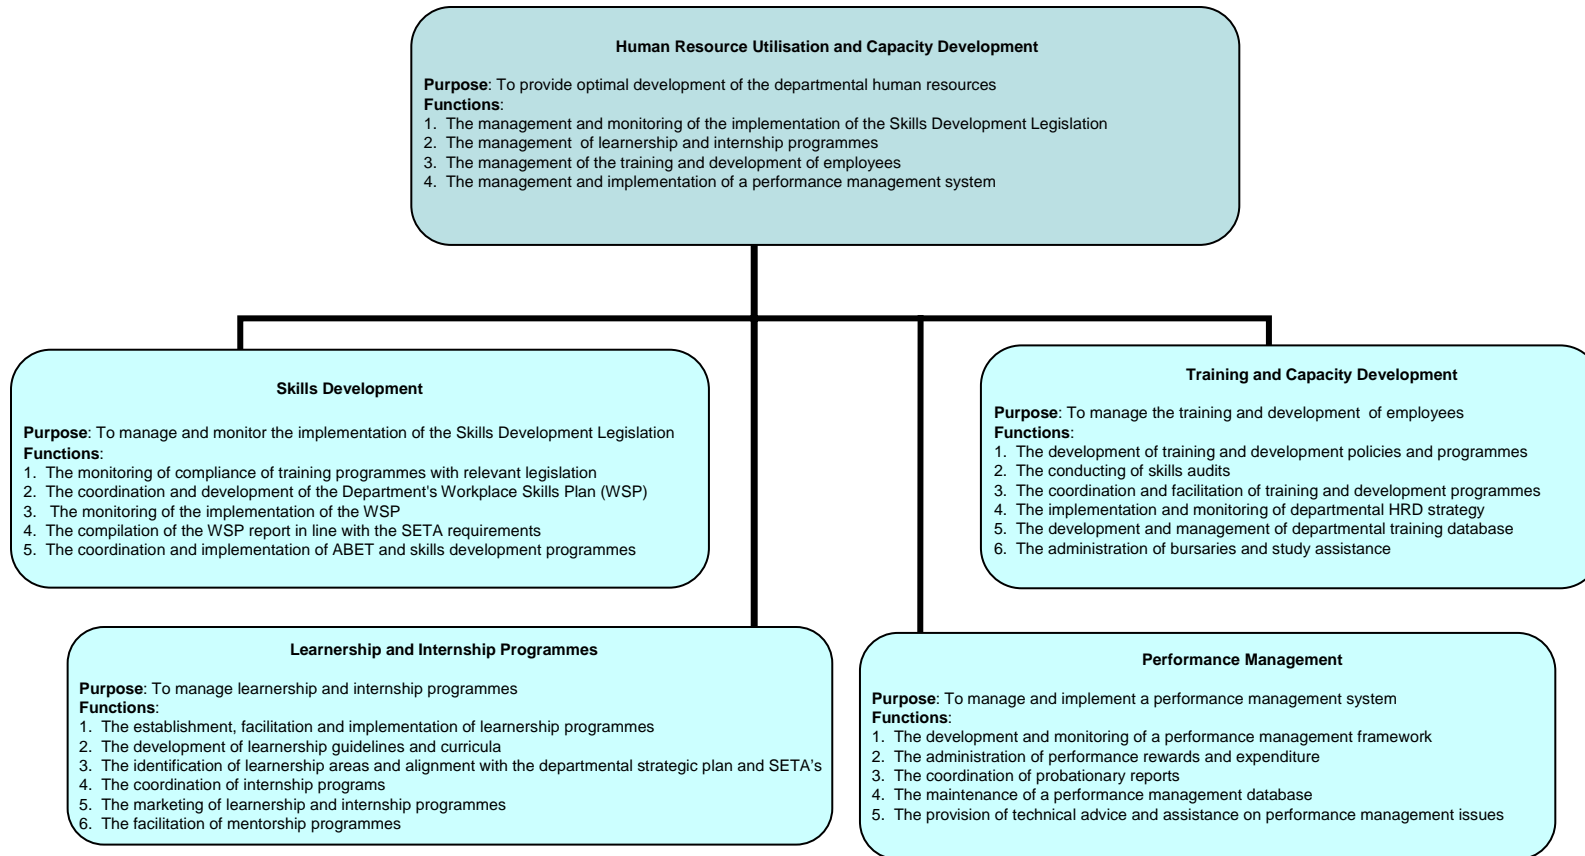 Human Resource Utilisation and Capacity Development
Purpose: To provide optimal development of the departmental human resources
Functions:
1. The management and monitoring of the implementation of the Skills Development Legislation
2. The management of learnership and internship programmes
3. The management of the training and development of employees
4. The management and implementation of a performance management system
Skills Development
Purpose: To manage and monitor the implementation of the Skills Development Legislation
Functions:
1. The monitoring of compliance of training programmes with relevant legislation
2. The coordination and development of the Department's Workplace Skills Plan (WSP)
3. The monitoring of the implementation of the WSP
4. The compilation of the WSP report in line with the SETA requirements
5. The coordination and implementation of ABET and skills development programmes
Training and Capacity Development
Purpose: To manage the training and development of employees
Functions:
1. The development of training and development policies and programmes
2. The conducting of skills audits
3. The coordination and facilitation of training and development programmes
4. The implementation and monitoring of departmental HRD strategy
5. The development and management of departmental training database
6. The administration of bursaries and study assistance
Learnership and Internship Programmes
Purpose: To manage learnership and internship programmes
Functions:
1. The establishment, facilitation and implementation of learnership programmes
2. The development of learnership guidelines and curricula
3. The identification of learnership areas and alignment with the departmental strategic plan and SETA's
4. The coordination of internship programs
5. The marketing of learnership and internship programmes
6. The facilitation of mentorship programmes
Performance Management
Purpose: To manage and implement a performance management system
Functions:
1. The development and monitoring of a performance management framework
2. The administration of performance rewards and expenditure
3. The coordination of probationary reports
4. The maintenance of a performance management database
5. The provision of technical advice and assistance on performance management issues